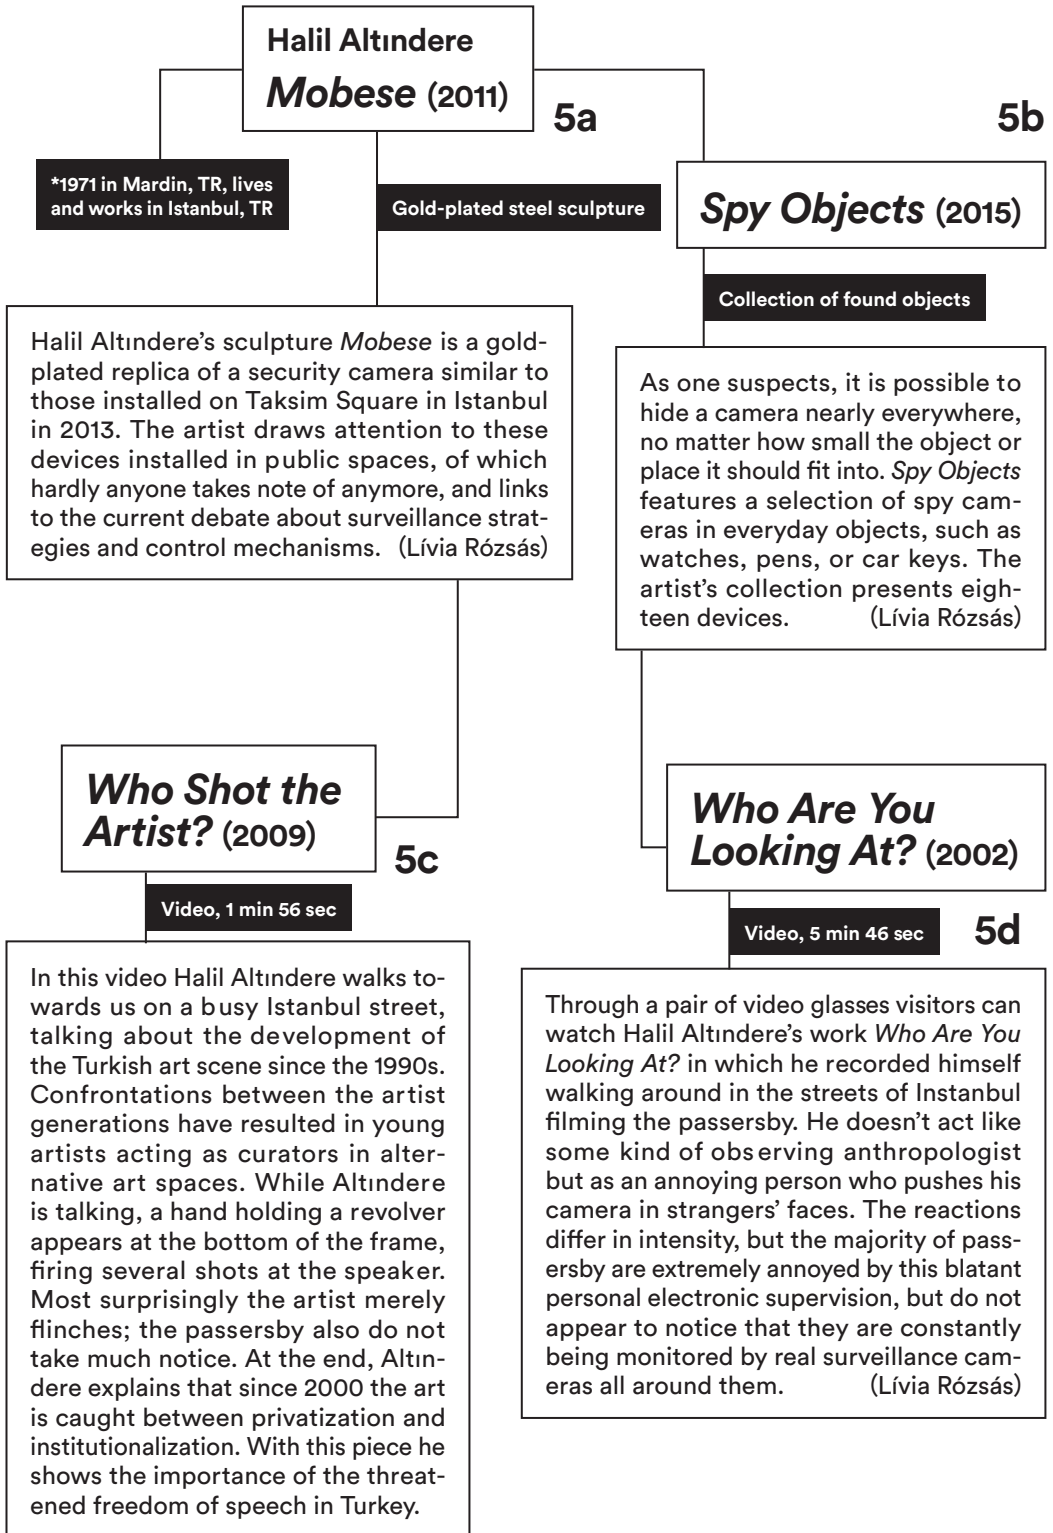 Halil Altındere
Mobese (2011)
5a
*1971 in Mardin, TR, lives
and works in Istanbul, TR
Gold-plated steel sculpture
Halil Altındere’s sculpture Mobese is a gold-
plated replica of a security camera similar to
those installed on Taksim Square in Istanbul
in 2013. The artist draws attention to these
devices installed in public spaces, of which
hardly anyone takes note of anymore, and links
to the current debate about surveillance strat-
egies and control mechanisms. (Lívia Rózsás)
5b
Spy Objects (2015)
Collection of found objects
As one suspects, it is possible to
hide a camera nearly everywhere,
no matter how small the object or
place it should fit into. Spy Objects
features a selection of spy cam-
eras in everyday objects, such as
watches, pens, or car keys. The
artist’s collection presents eigh-
teen devices. (Lívia Rózsás)
Who Shot the
Artist? (2009)
5c
Video, 1 min 56 sec
In this video Halil Altındere walks to-
wards us on a busy Istanbul street,
talking about the development of
the Turkish art scene since the 1990s.
Confrontations between the artist
generations have resulted in young
artists acting as curators in alter-
native art spaces. While Altındere
is talking, a hand holding a revolver
appears at the bottom of the frame,
firing several shots at the speaker.
Most surprisingly the artist merely
flinches; the passersby also do not
take much notice. At the end, Altın-
dere explains that since 2000 the art
is caught between privatization and
institutionalization. With this piece he
shows the importance of the threat-
ened freedom of speech in Turkey.
Who Are You
Looking At? (2002)
Video, 5 min 46 sec
5d
Through a pair of video glasses visitors can
watch Halil Altındere’s work Who Are You
Looking At? in which he recorded himself
walking around in the streets of Instanbul
filming the passersby. He doesn’t act like
some kind of observing anthropologist
but as an annoying person who pushes his
camera in strangers’ faces. The reactions
differ in intensity, but the majority of pass-
ersby are extremely annoyed by this blatant
personal electronic supervision, but do not
appear to notice that they are constantly
being monitored by real surveillance cam-
eras all around them. (Lívia Rózsás)